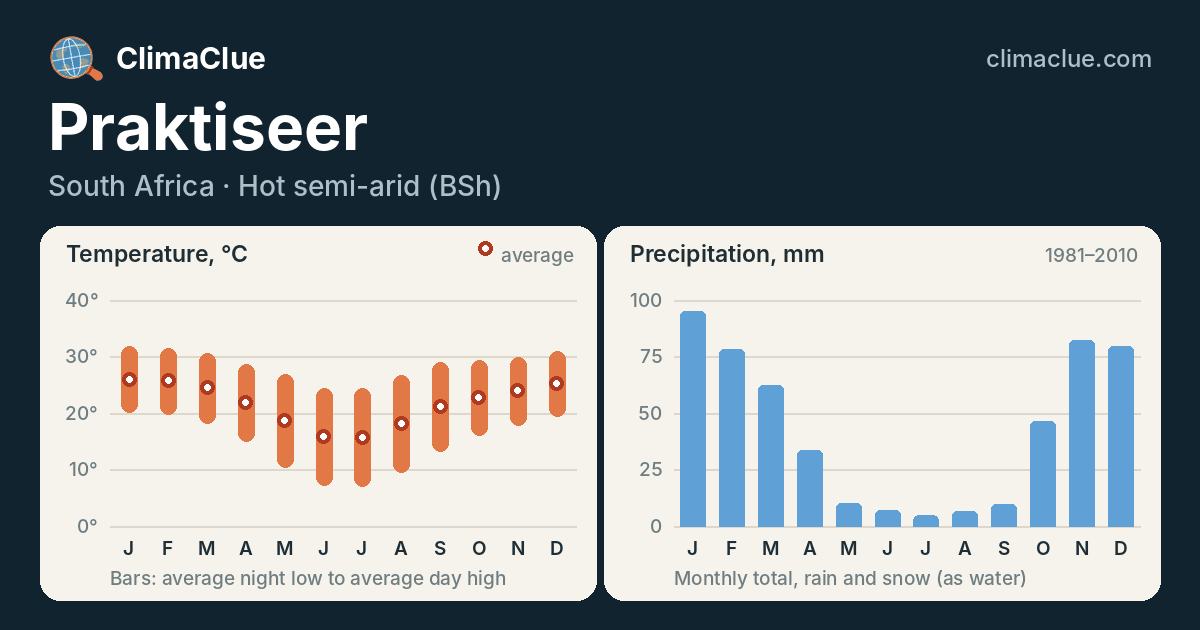 ClimaClue
climaclue.com
Praktiseer
South Africa · Hot semi-arid (BSh)
Temperature, °C
average
40°
30°
20°
10°
0°
J F M A M J J A S O N D
Bars: average night low to average day high
Precipitation, mm
1981–2010
100
75
50
25
0
J F M A M J J A S O N D
Monthly total, rain and snow (as water)